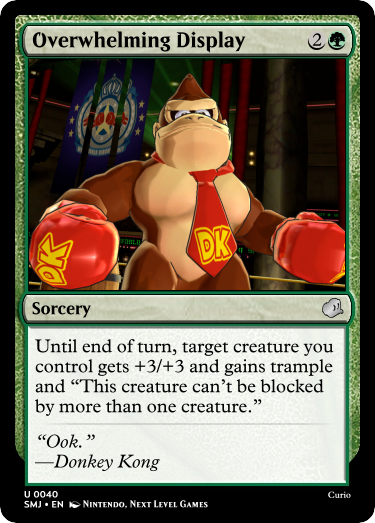 Overwhelming Display 2
DK
DK
Sorcery
Until end of turn, target creature you
control gets +3/+3 and gains trample
and “This creature can’t be blocked
by more than one creature.”
“Ook.”
—Donkey Kong
U 0040
SMJ • EN Nintendo, Next Level Games
Curio